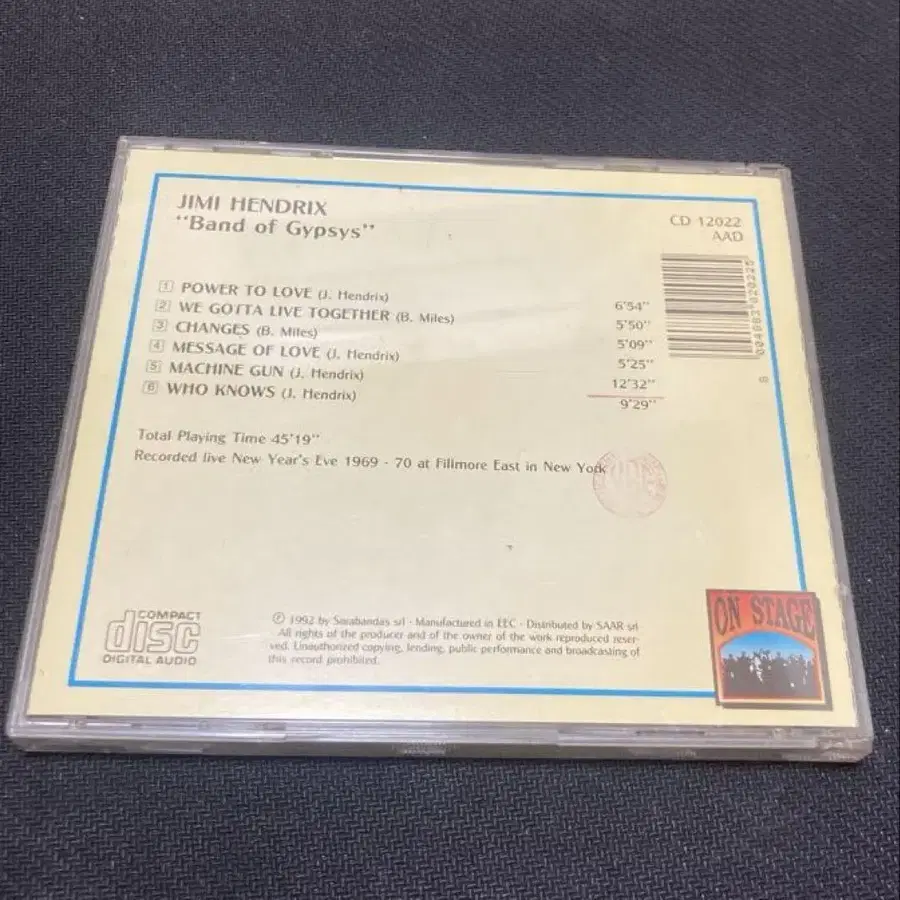 JIMI HENDRIX
"Band of Gypsys"
CD 12022
AAD
1 POWER TO LOVE (J. Hendrix) 6'54"
2 WE GOTTA LIVE TOGETHER (B. Miles) 5'50"
3 CHANGES (B. Miles) 5'09"
4 MESSAGE OF LOVE (J. Hendrix) 5'25"
5 MACHINE GUN (J. Hendrix) 12'32"
6 WHO KNOWS (J. Hendrix) 9'29"
Total Playing Time 45'19"
Recorded live New Year's Eve 1969 - 70 at Fillmore East in New York
COMPACT
disc
DIGITAL AUDIO
℗ 1992 by Sarabandas srl · Manufactured in EEC · Distributed by SAAR srl
All rights of the producer and of the owner of the work reproduced reser-
ved. Unauthorized copying, lending, public performance and broadcasting of
this record prohibited.
ON STAGE